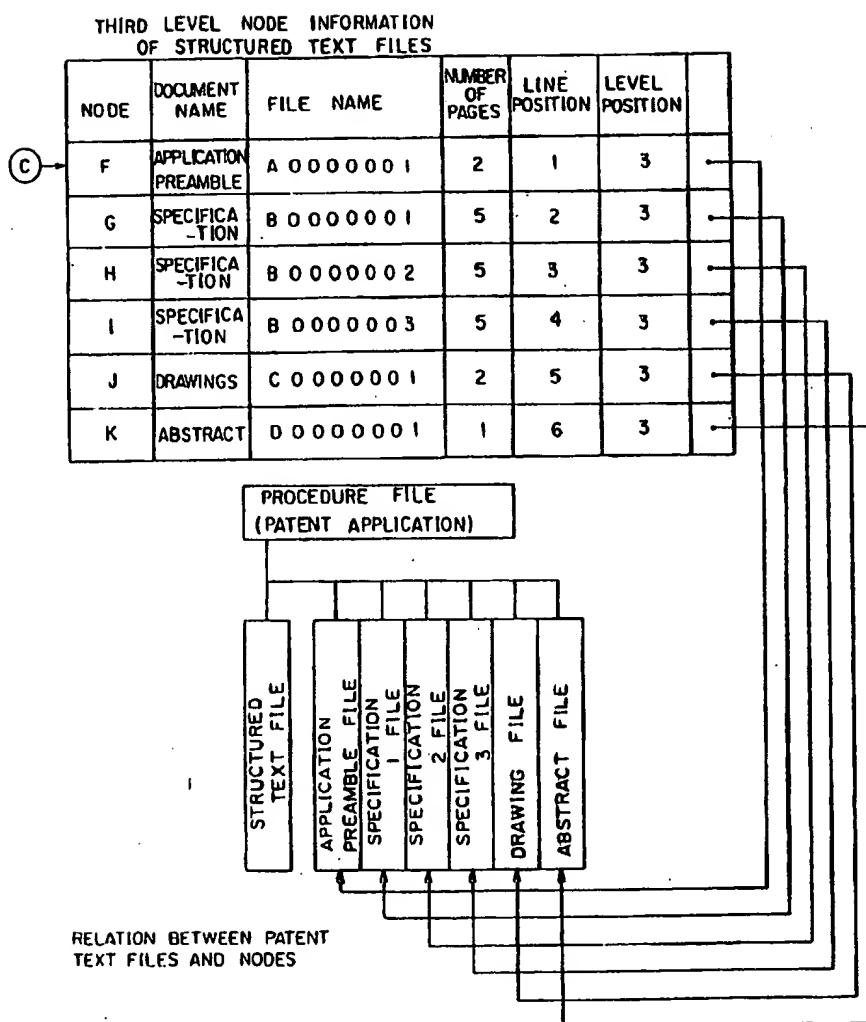 THIRD LEVEL NODE INFORMATION
OF STRUCTURED TEXT FILES
NODE DOCUMENT NAME FILE NAME NUMBER OF PAGES LINE POSITION LEVEL POSITION
C
F APPLICATION PREAMBLE A 0000001 2 1 3
G SPECIFICA-TION B 0000001 5 2 3
H SPECIFICA-TION B 0000002 5 3 3
I SPECIFICA-TION B 0000003 5 4 3
J DRAWINGS C 0000001 2 5 3
K ABSTRACT D 0000001 1 6 3
PROCEDURE FILE
(PATENT APPLICATION)
STRUCTURED
TEXT FILE
APPLICATION
PREAMBLE FILE
SPECIFICATION
1 FILE
SPECIFICATION
2 FILE
SPECIFICATION
3 FILE
DRAWING FILE
ABSTRACT FILE
RELATION BETWEEN PATENT
TEXT FILES AND NODES